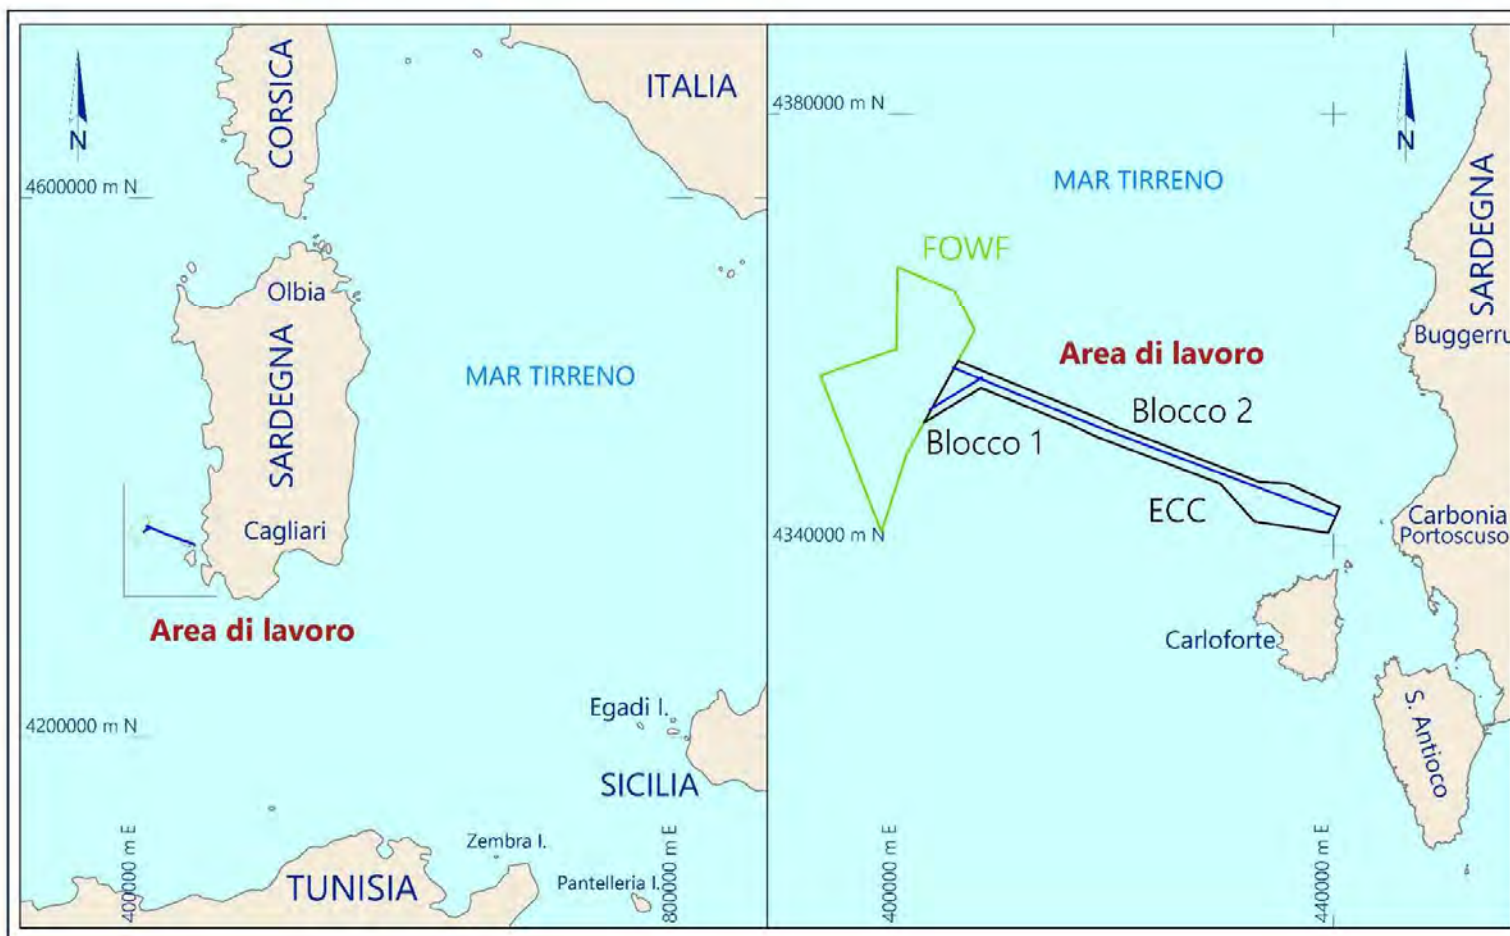 CORSICA
ITALIA
N
4600000 m N
Olbia
SARDEGNA
MAR TIRRENO
Cagliari
Area di lavoro
4200000 m N
Egadi I.
SICILIA
Zembra I.
TUNISIA
Pantelleria I.
400000 m E
800000 m E
4380000 m N
N
MAR TIRRENO
SARDEGNA
FOWF
Buggerru
Area di lavoro
Blocco 2
Blocco 1
ECC
Carbonia
Portoscuso
4340000 m N
Carloforte
S. Antioco
400000 m E
440000 m E